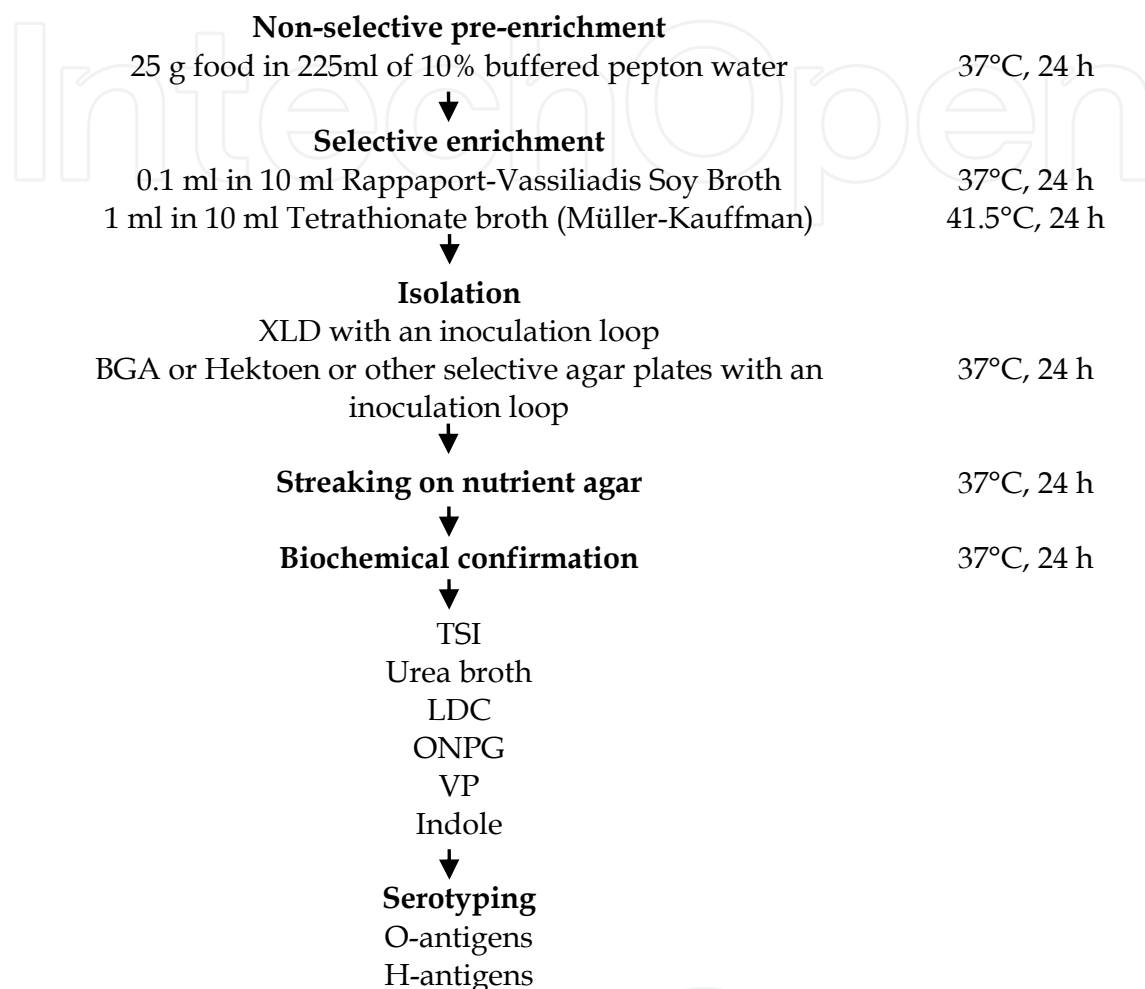 IntechOpen
Non-selective pre-enrichment
25 g food in 225ml of 10% buffered pepton water 37°C, 24 h
Selective enrichment
0.1 ml in 10 ml Rappaport-Vassiliadis Soy Broth 37°C, 24 h
1 ml in 10 ml Tetrathionate broth (Müller-Kauffman) 41.5°C, 24 h
Isolation
XLD with an inoculation loop
BGA or Hektoen or other selective agar plates with an 37°C, 24 h
inoculation loop
Streaking on nutrient agar 37°C, 24 h
Biochemical confirmation 37°C, 24 h
TSI
Urea broth
LDC
ONPG
VP
Indole
Serotyping
O-antigens
H-antigens